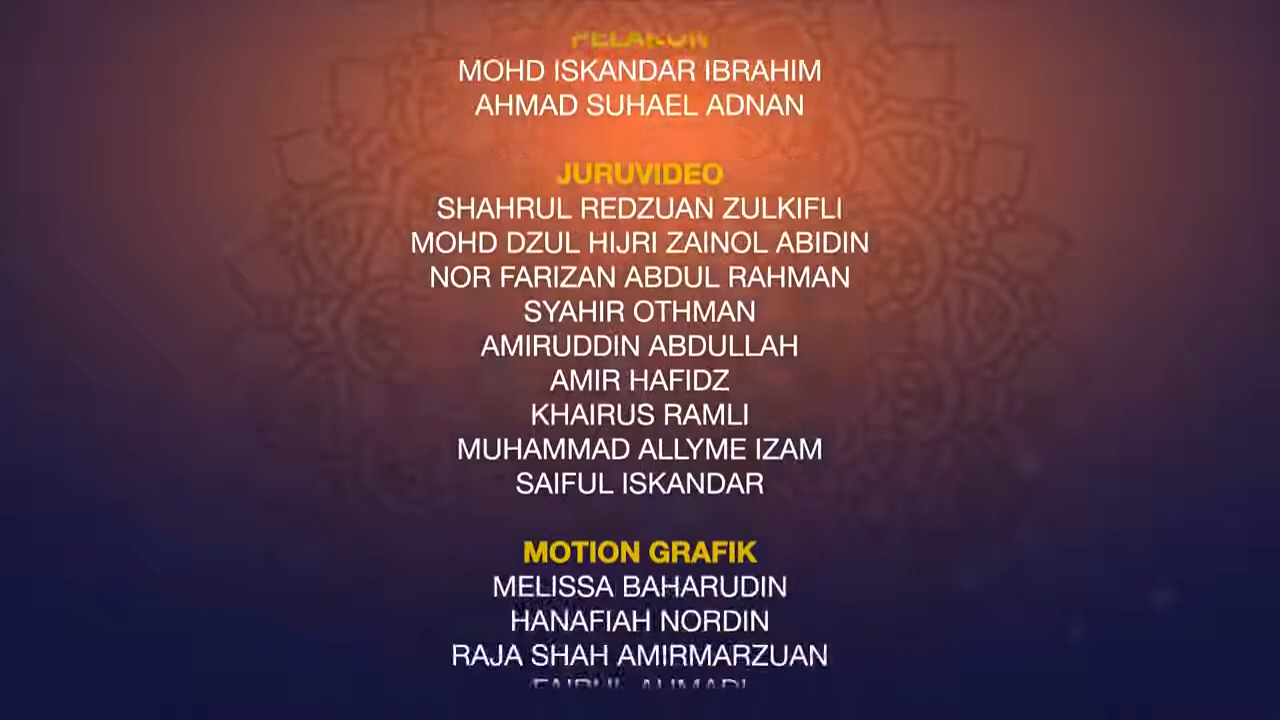 PELAKON
MOHD ISKANDAR IBRAHIM
AHMAD SUHAEL ADNAN
JURUVIDEO
SHAHRUL REDZUAN ZULKIFLI
MOHD DZUL HIJRI ZAINOL ABIDIN
NOR FARIZAN ABDUL RAHMAN
SYAHIR OTHMAN
AMIRUDDIN ABDULLAH
AMIR HAFIDZ
KHAIRUS RAMLI
MUHAMMAD ALLYME IZAM
SAIFUL ISKANDAR
MOTION GRAFIK
MELISSA BAHARUDIN
HANAFIAH NORDIN
RAJA SHAH AMIRMARZUAN